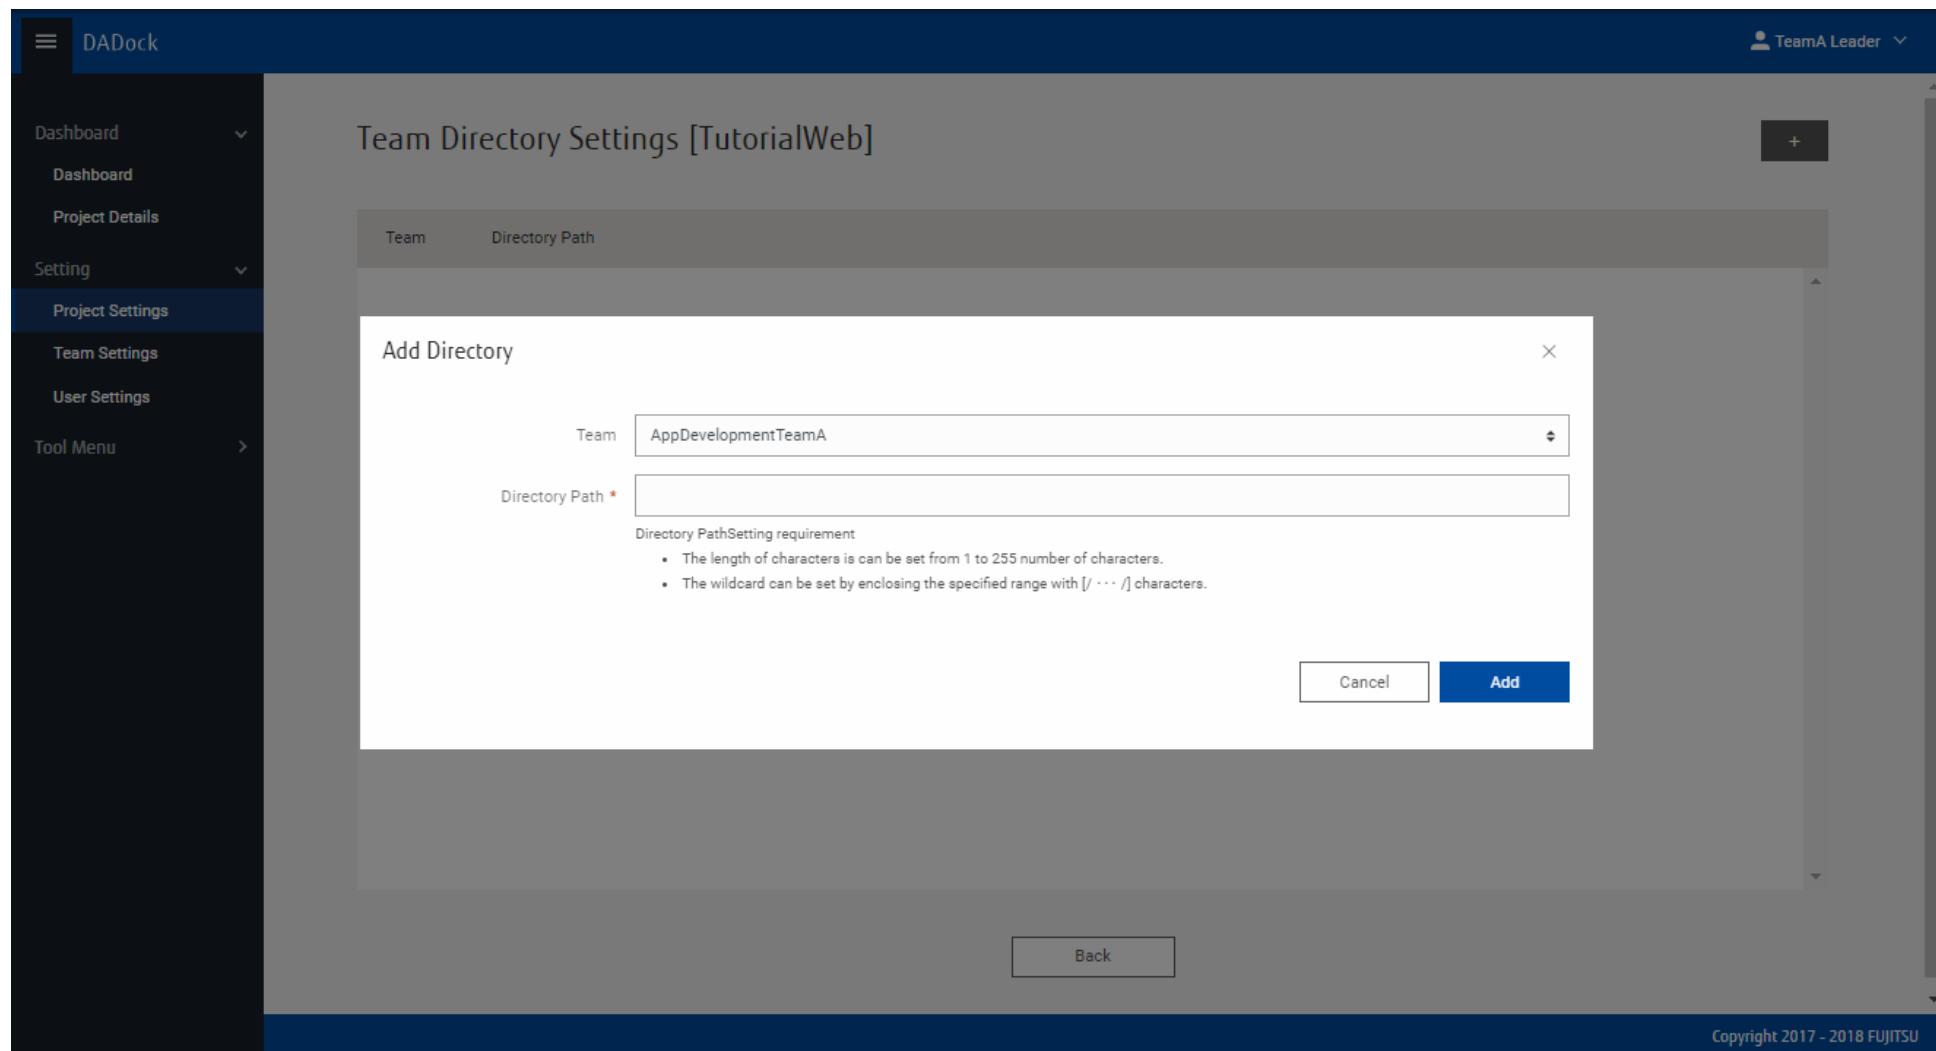 DADock
TeamA Leader
Dashboard
Dashboard
Project Details
Setting
Project Settings
Team Settings
User Settings
Tool Menu
Team Directory Settings [TutorialWeb]
+
Team Directory Path
Add Directory
Team AppDevelopmentTeamA
Directory Path *
Directory PathSetting requirement
• The length of characters is can be set from 1 to 255 number of characters.
• The wildcard can be set by enclosing the specified range with [/ ･･･ /] characters.
Cancel Add
Back
Copyright 2017 - 2018 FUJITSU